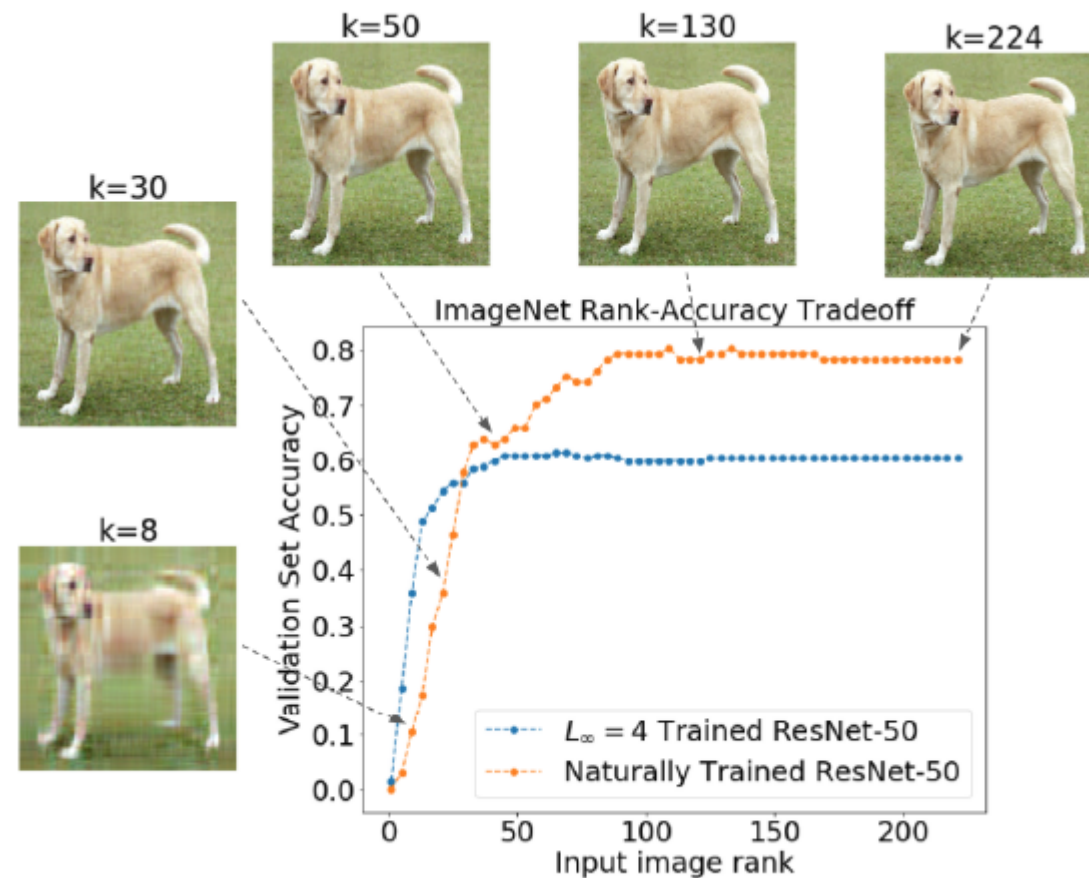 k=50
k=130
k=224
k=30
k=8
ImageNet Rank-Accuracy Tradeoff
Validation Set Accuracy
0.8
0.7
0.6
0.5
0.4
0.3
0.2
0.1
0.0
L∞ = 4 Trained ResNet-50
Naturally Trained ResNet-50
0 50 100 150 200
Input image rank